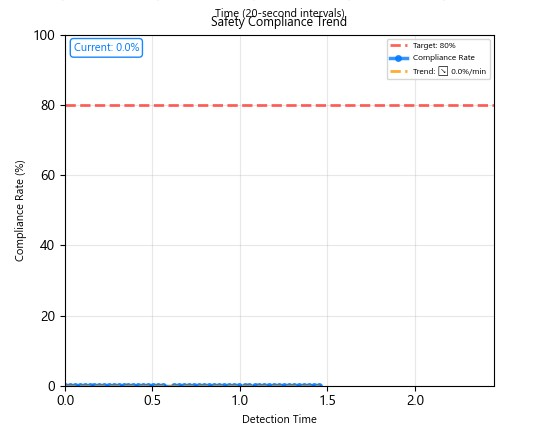 Time (20-second intervals)
Safety Compliance Trend
Current: 0.0%
Target: 80%
Compliance Rate
Trend: ↘ 0.0%/min
Compliance Rate (%)
100
80
60
40
20
0
0.0 0.5 1.0 1.5 2.0
Detection Time